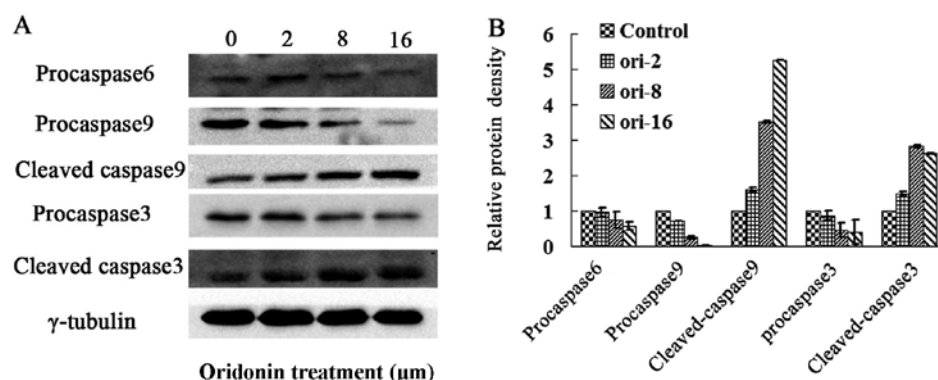 A
0 2 8 16
Procaspase6
Procaspase9
Cleaved caspase9
Procaspase3
Cleaved caspase3
γ-tubulin
Oridonin treatment (μm)
B
Relative protein density
6
5
4
3
2
1
0
Control
ori-2
ori-8
ori-16
Procaspase6
Procaspase9
Cleaved-caspase9
procaspase3
Cleaved-caspase3